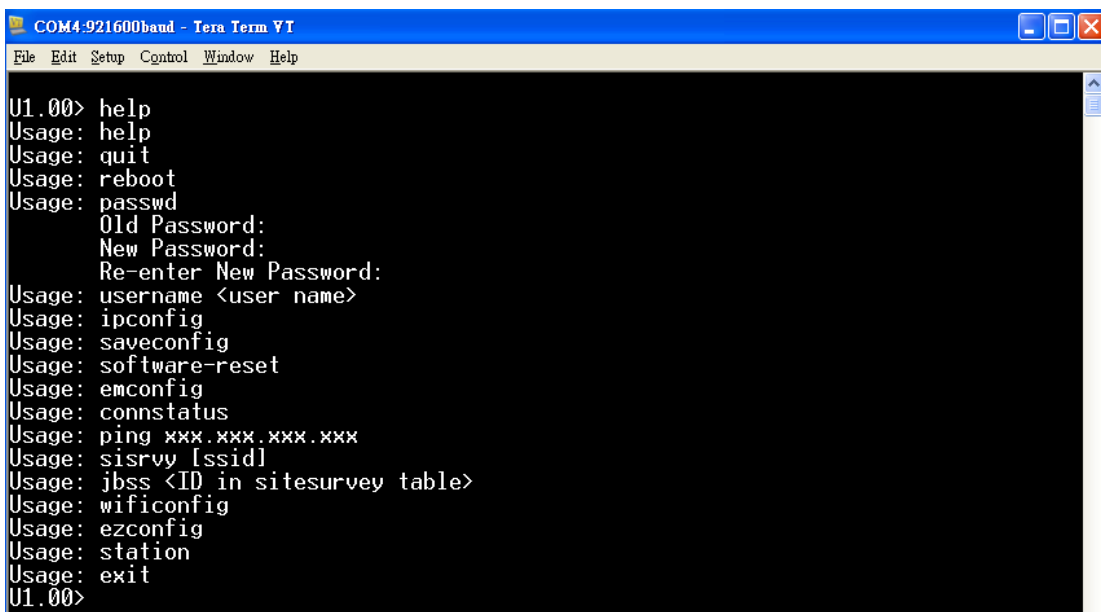 COM4:921600baud - Tera Term VT
File Edit Setup Control Window Help
U1.00> help
Usage: help
Usage: quit
Usage: reboot
Usage: passwd
Old Password:
New Password:
Re-enter New Password:
Usage: username <user name>
Usage: ipconfig
Usage: saveconfig
Usage: software-reset
Usage: emconfig
Usage: connstatus
Usage: ping xxx.xxx.xxx.xxx
Usage: sisrvy [ssid]
Usage: jbss <ID in sitesurvey table>
Usage: wificonfig
Usage: ezconfig
Usage: station
Usage: exit
U1.00>